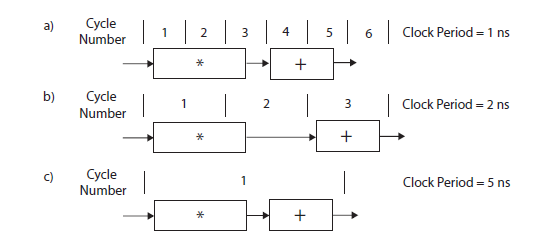 a) Cycle Number 1 2 3 4 5 6 Clock Period = 1 ns
* +
b) Cycle Number 1 2 3 Clock Period = 2 ns
* +
c) Cycle Number 1 Clock Period = 5 ns
* +